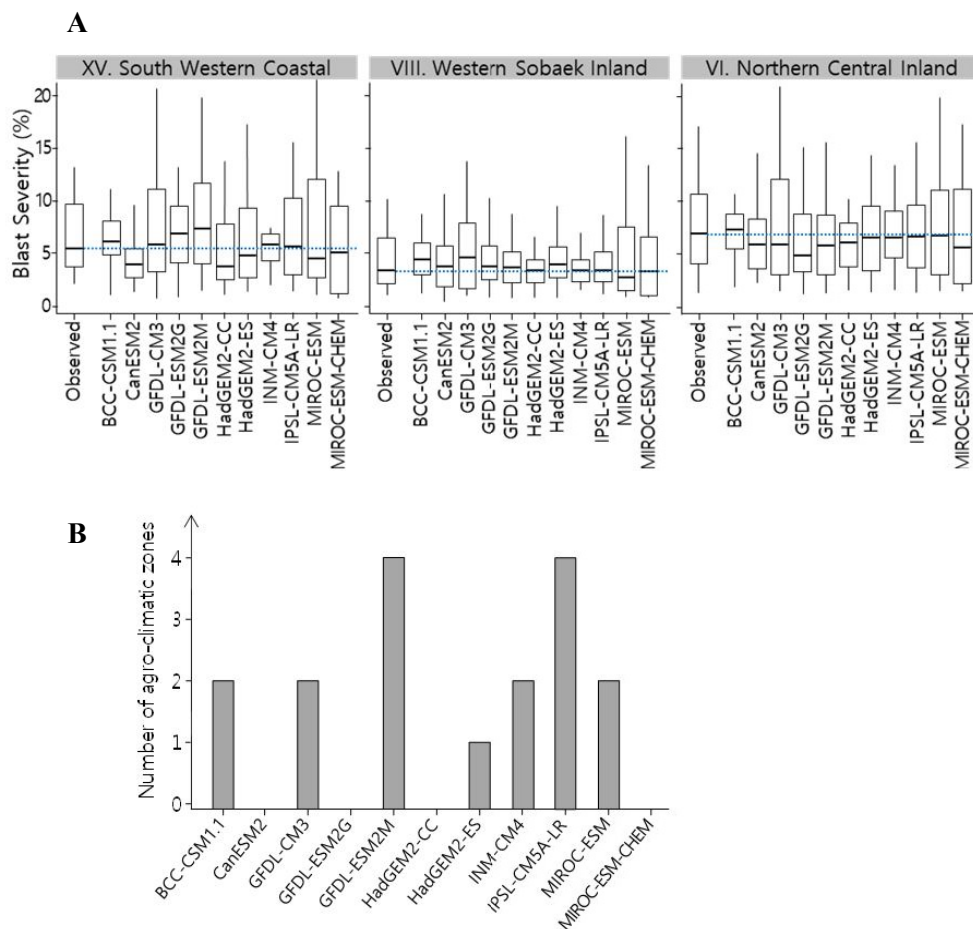 A
XV. South Western Coastal
VIII. Western Sobaek Inland
VI. Northern Central Inland
Blast Severity (%)
20
15
10
5
0
Observed
BCC-CSM1.1
CanESM2
GFDL-CM3
GFDL-ESM2G
GFDL-ESM2M
HadGEM2-CC
HadGEM2-ES
INM-CM4
IPSL-CM5A-LR
MIROC-ESM
MIROC-ESM-CHEM
Observed
BCC-CSM1.1
CanESM2
GFDL-CM3
GFDL-ESM2G
GFDL-ESM2M
HadGEM2-CC
HadGEM2-ES
INM-CM4
IPSL-CM5A-LR
MIROC-ESM
MIROC-ESM-CHEM
Observed
BCC-CSM1.1
CanESM2
GFDL-CM3
GFDL-ESM2G
GFDL-ESM2M
HadGEM2-CC
HadGEM2-ES
INM-CM4
IPSL-CM5A-LR
MIROC-ESM
MIROC-ESM-CHEM
B
Number of agro-climatic zones
4
3
2
1
0
BCC-CSM1.1
CanESM2
GFDL-CM3
GFDL-ESM2G
GFDL-ESM2M
HadGEM2-CC
HadGEM2-ES
INM-CM4
IPSL-CM5A-LR
MIROC-ESM
MIROC-ESM-CHEM